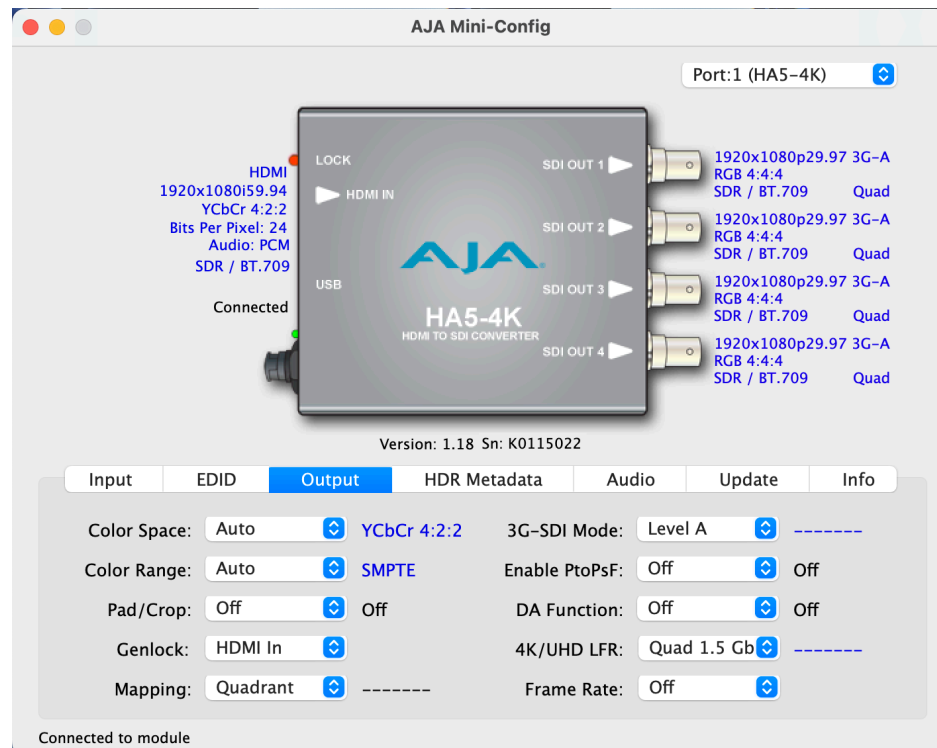 AJA Mini-Config
Port:1 (HA5-4K)
LOCK
HDMI
1920x1080i59.94
YCbCr 4:2:2
Bits Per Pixel: 24
Audio: PCM
SDR / BT.709
HDMI IN
USB
Connected
AJA
HA5-4K
HDMI TO SDI CONVERTER
SDI OUT 1
1920x1080p29.97 3G-A
RGB 4:4:4
SDR / BT.709 Quad
SDI OUT 2
1920x1080p29.97 3G-A
RGB 4:4:4
SDR / BT.709 Quad
SDI OUT 3
1920x1080p29.97 3G-A
RGB 4:4:4
SDR / BT.709 Quad
SDI OUT 4
1920x1080p29.97 3G-A
RGB 4:4:4
SDR / BT.709 Quad
Version: 1.18 Sn: K0115022
Input EDID Output HDR Metadata Audio Update Info
Color Space: Auto YCbCr 4:2:2 3G-SDI Mode: Level A -------
Color Range: Auto SMPTE Enable PtoPsF: Off Off
Pad/Crop: Off Off DA Function: Off Off
Genlock: HDMI In 4K/UHD LFR: Quad 1.5 Gb -------
Mapping: Quadrant ------- Frame Rate: Off
Connected to module